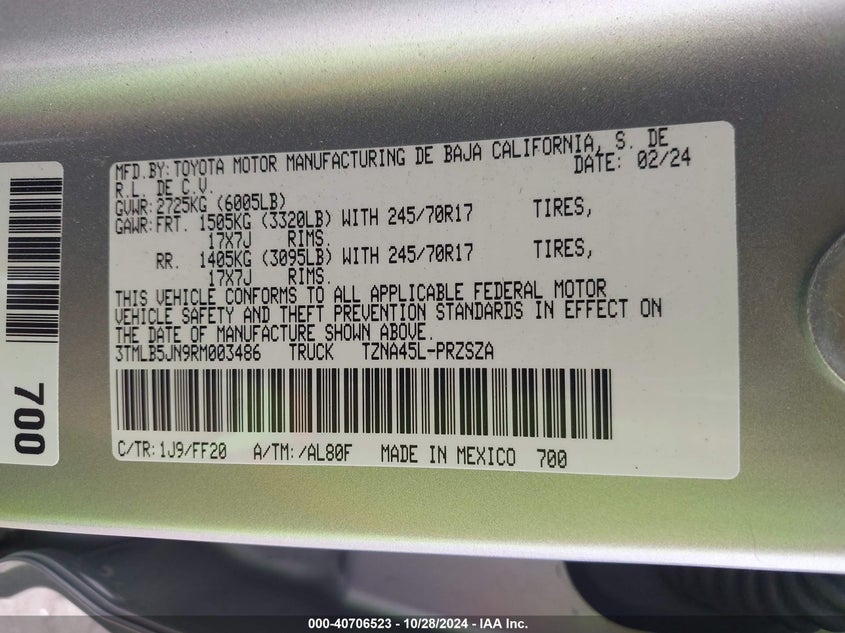 MFD.BY: TOYOTA MOTOR MANUFACTURING DE BAJA CALIFORNIA, S. DE
R.L. DE C.V. DATE: 02/24
GVWR: 2725KG (6005LB)
GAWR: FRT. 1505KG (3320LB) WITH 245/70R17 TIRES,
17X7J RIMS.
RR. 1405KG (3095LB) WITH 245/70R17 TIRES,
17X7J RIMS.
THIS VEHICLE CONFORMS TO ALL APPLICABLE FEDERAL MOTOR
VEHICLE SAFETY AND THEFT PREVENTION STANDARDS IN EFFECT ON
THE DATE OF MANUFACTURE SHOWN ABOVE.
3TMLB5JN9RM003486 TRUCK TZNA45L-PRZSZA
C/TR: 1J9/FF20 A/TM: /AL80F MADE IN MEXICO 700
700
000-40706523 - 10/28/2024 - IAA Inc.